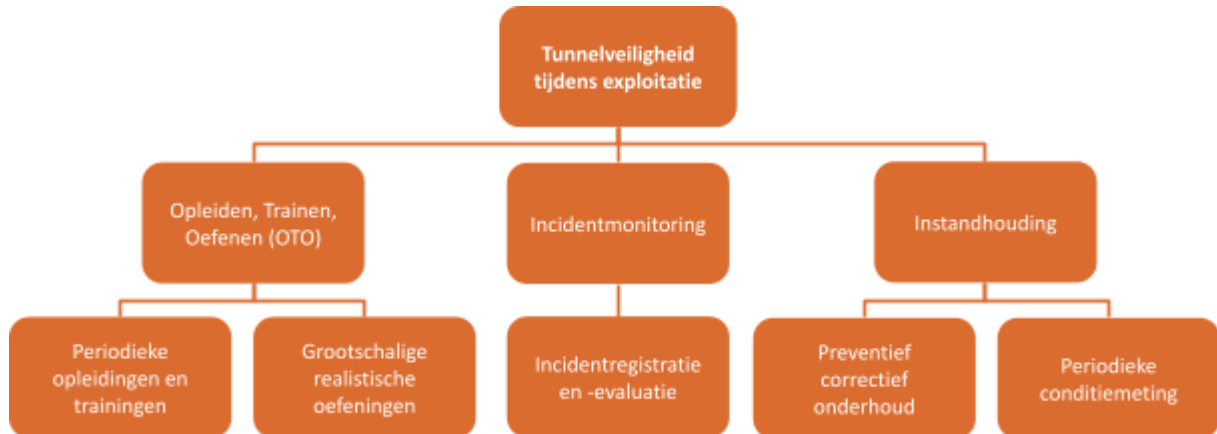 Tunnelveiligheid
tijdens exploitatie
Opleiden, Trainen,
Oefenen (OTO)
Incidentmonitoring
Instandhouding
Periodieke
opleidingen en
trainingen
Grootschalige
realistische
oefeningen
Incidentregistratie
en -evaluatie
Preventief
correctief
onderhoud
Periodieke
conditiemeting